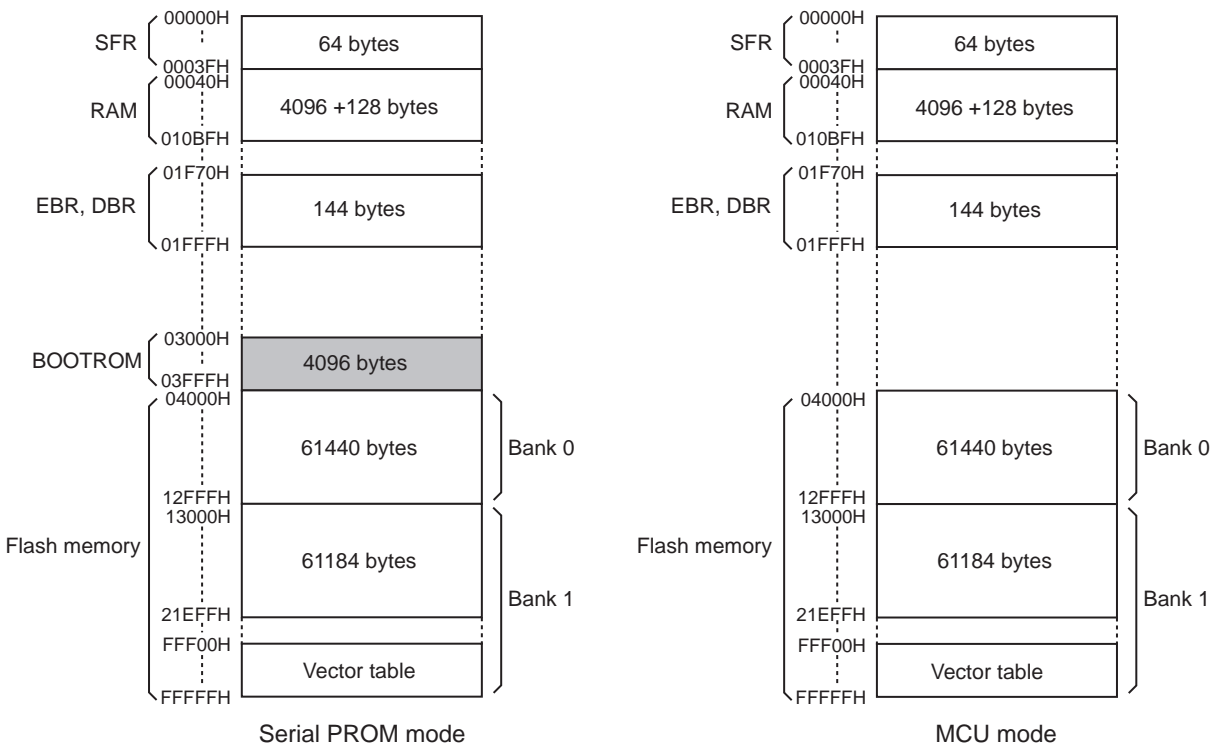 00000H
SFR
64 bytes
0003FH
00040H
RAM
4096 +128 bytes
010BFH
01F70H
EBR, DBR
144 bytes
01FFFH
03000H
BOOTROM
4096 bytes
03FFFH
04000H
61440 bytes
Bank 0
12FFFH
13000H
Flash memory
61184 bytes
Bank 1
21EFFH
FFF00H
Vector table
FFFFFH
Serial PROM mode
00000H
SFR
64 bytes
0003FH
00040H
RAM
4096 +128 bytes
010BFH
01F70H
EBR, DBR
144 bytes
01FFFH
04000H
61440 bytes
Bank 0
12FFFH
13000H
Flash memory
61184 bytes
Bank 1
21EFFH
FFF00H
Vector table
FFFFFH
MCU mode